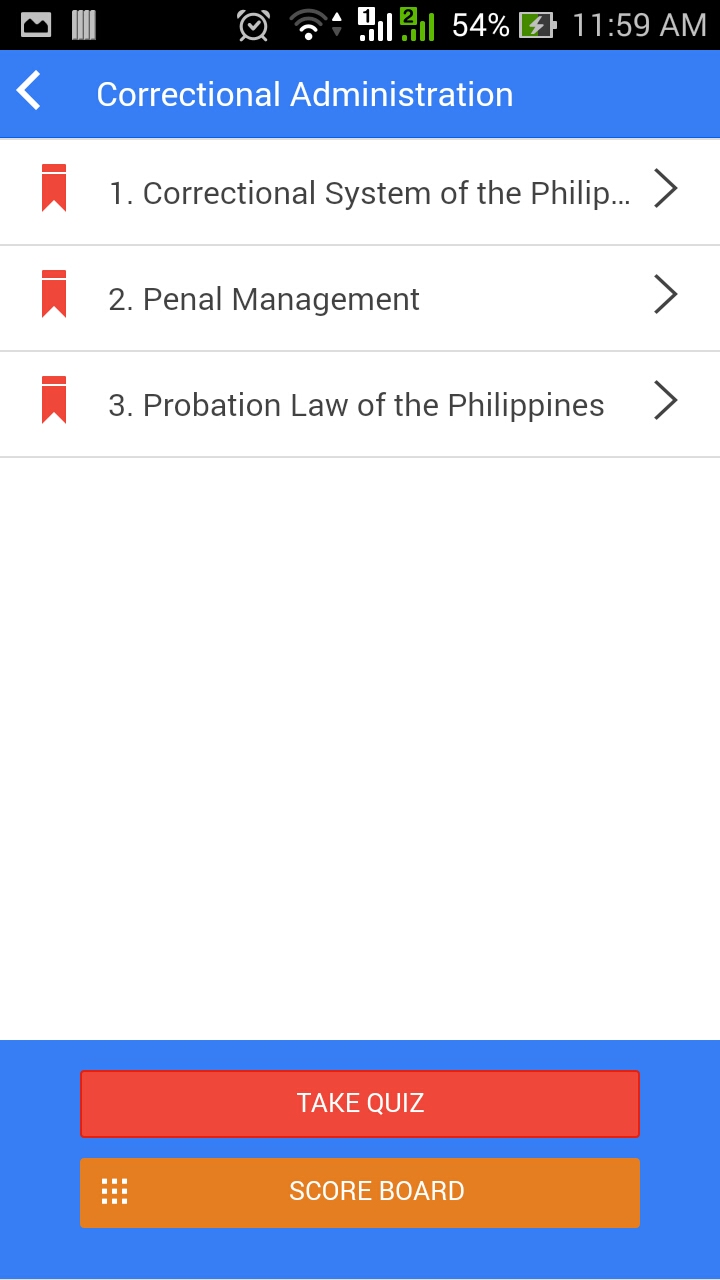 1 2 54% 11:59 AM
Correctional Administration
1. Correctional System of the Philip...
2. Penal Management
3. Probation Law of the Philippines
TAKE QUIZ
SCORE BOARD